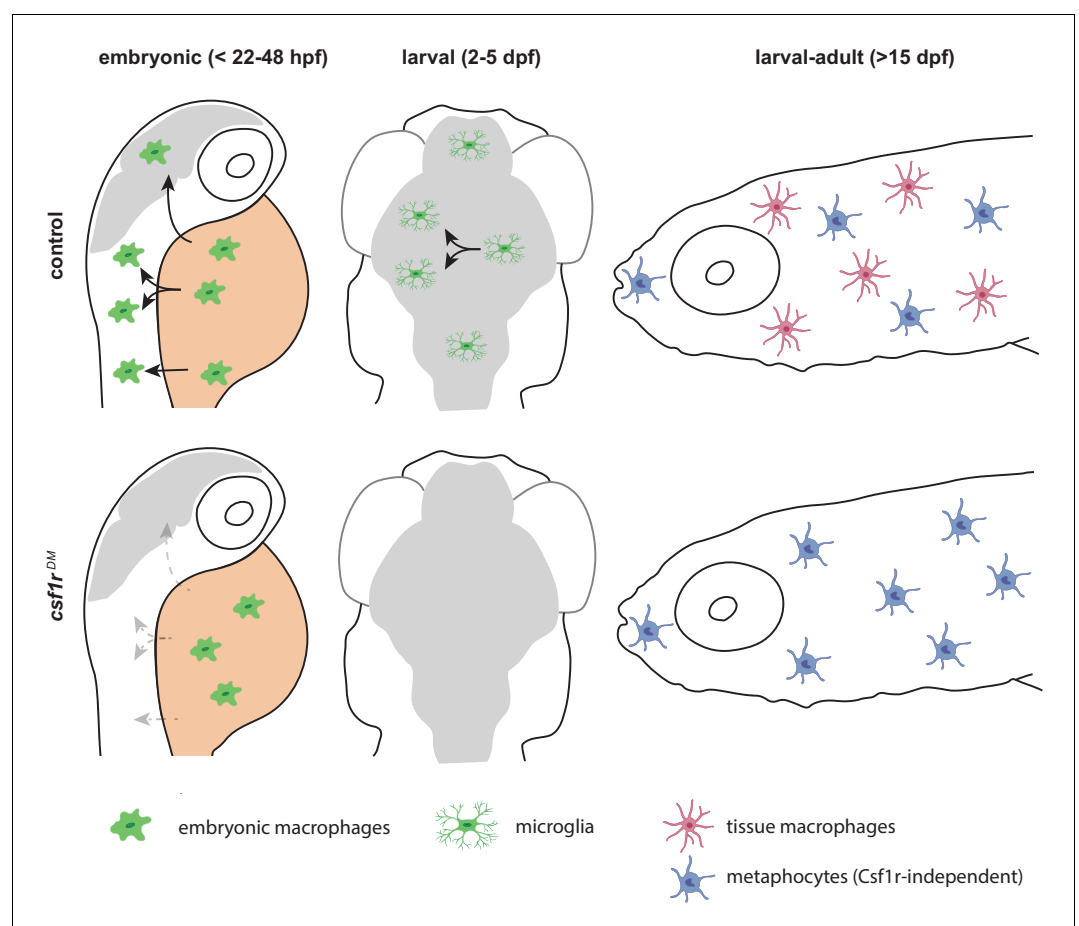 embryonic (< 22-48 hpf)
larval (2-5 dpf)
larval-adult (>15 dpf)
control
csf1r DM
embryonic macrophages
microglia
tissue macrophages
metaphocytes (Csf1r-independent)